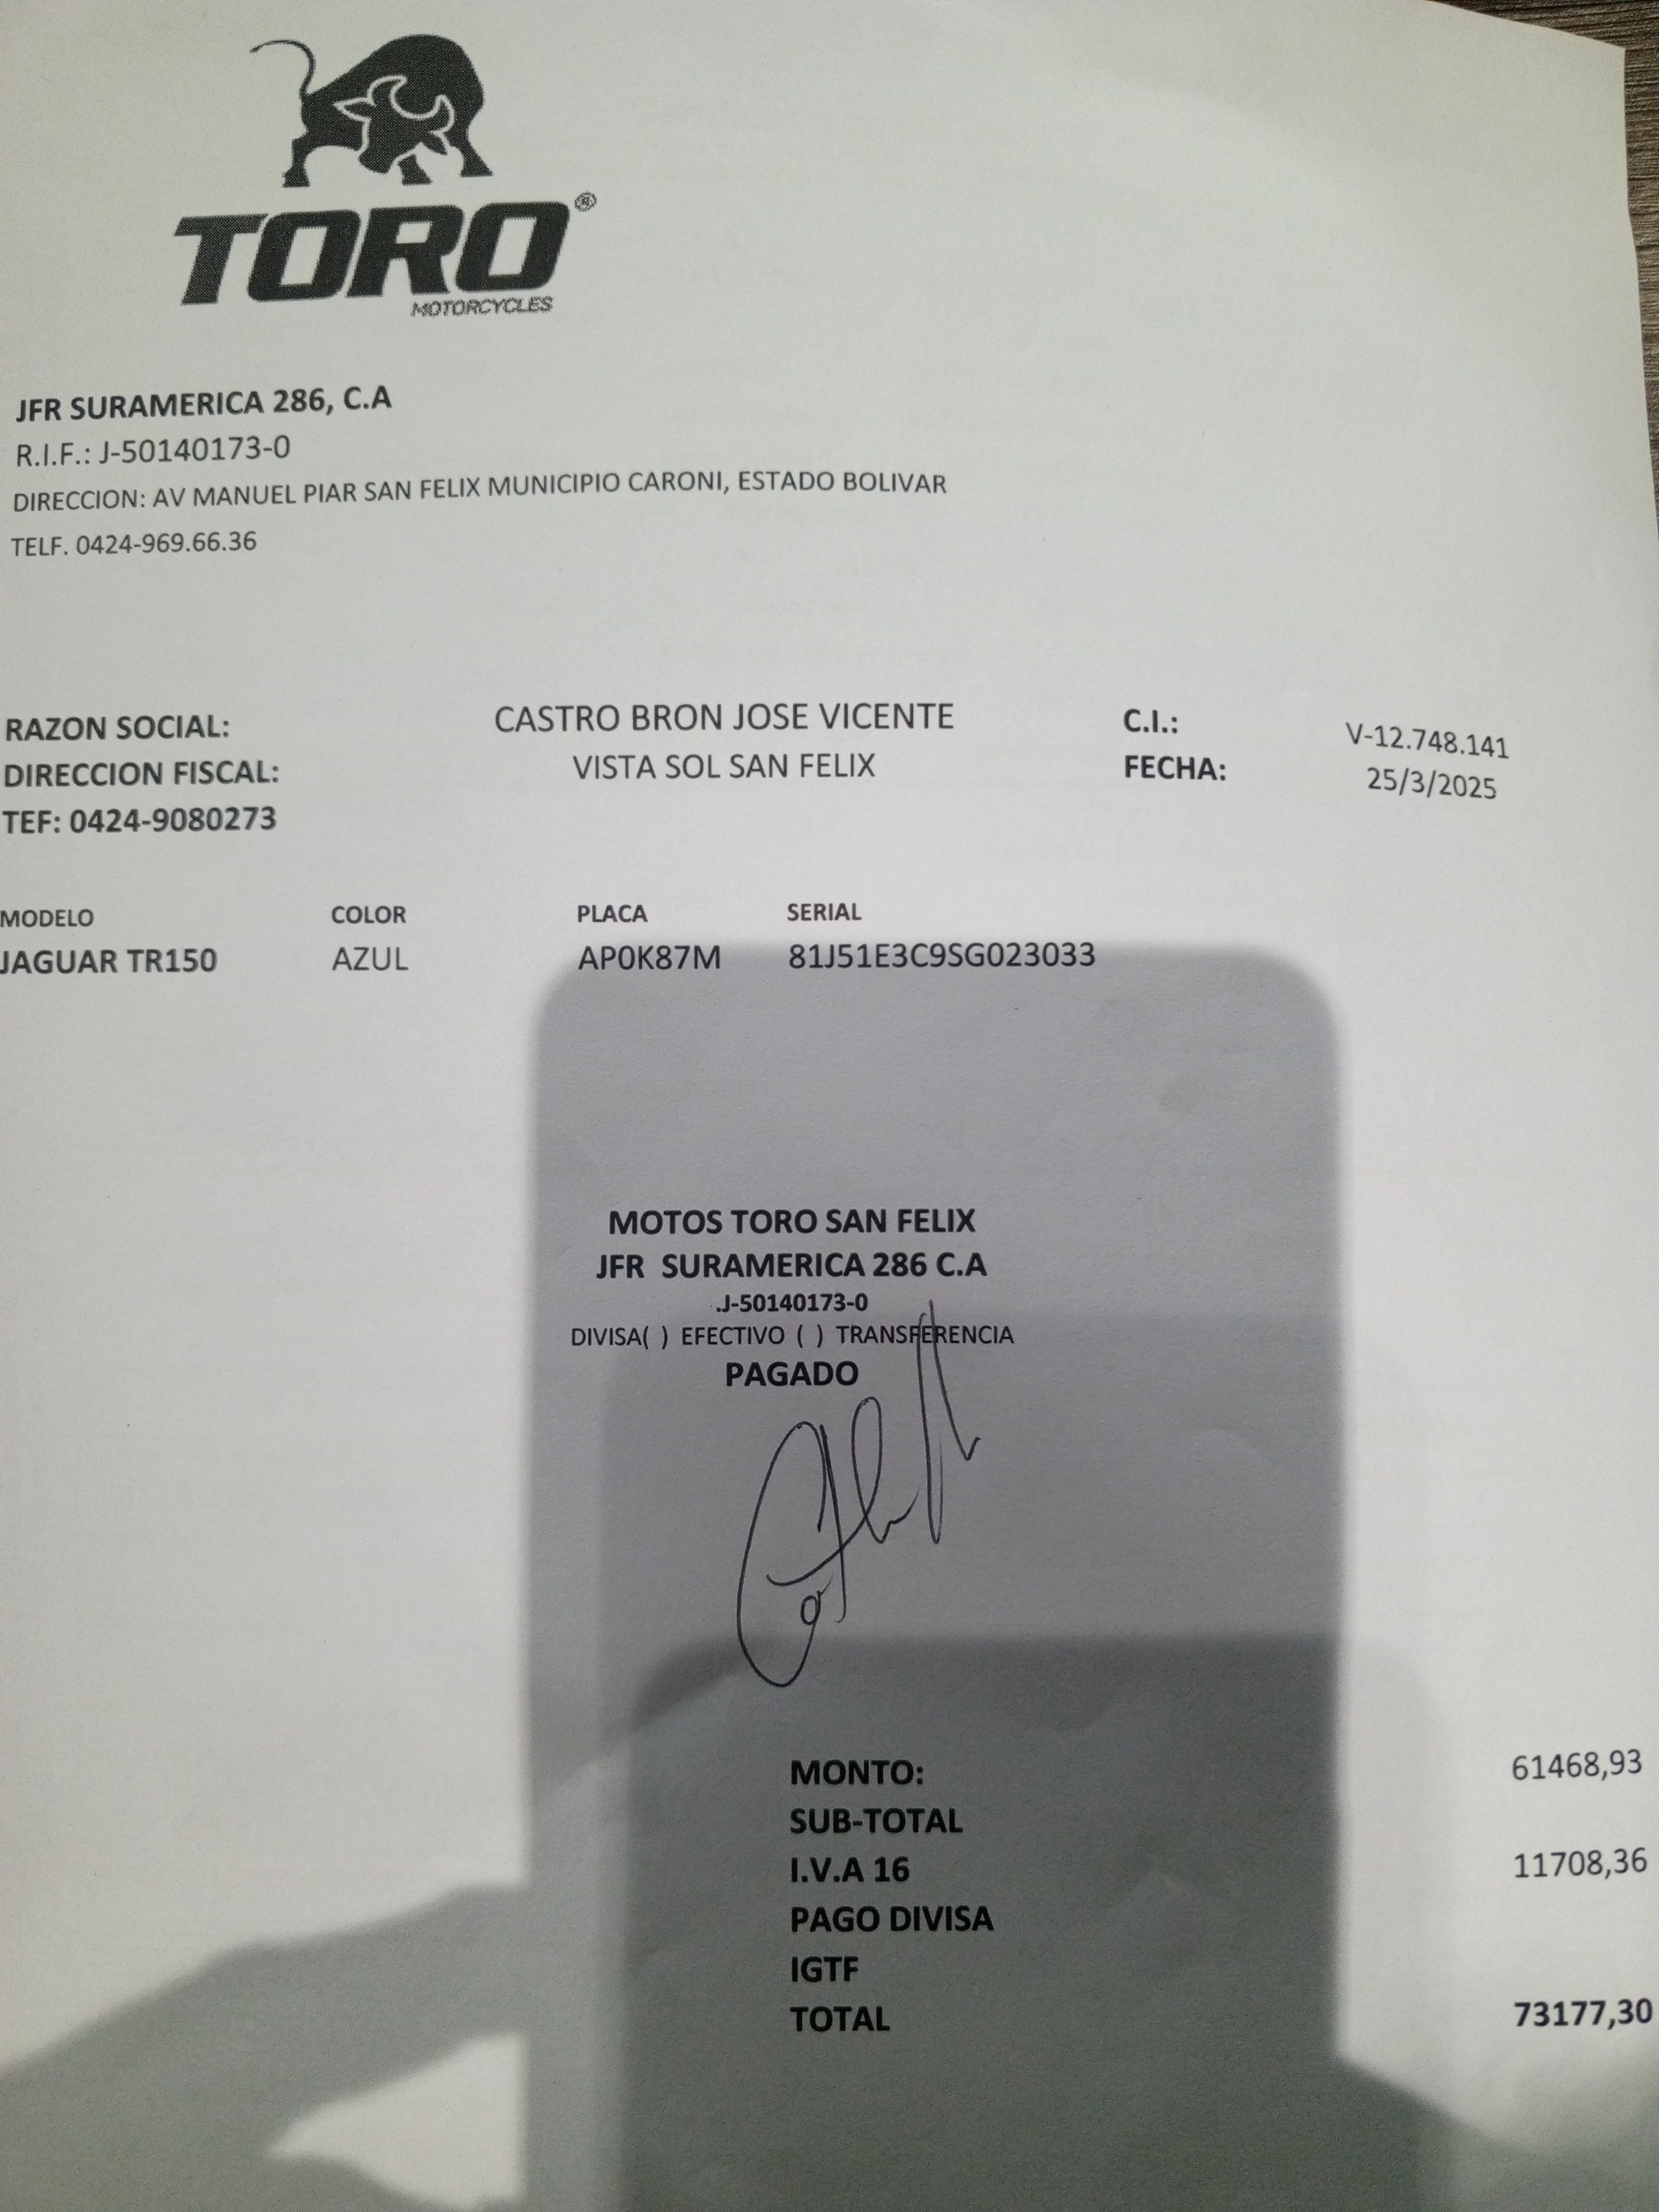 TORO®
MOTORCYCLES
JFR SURAMERICA 286, C.A
R.I.F.: J-50140173-0
DIRECCION: AV MANUEL PIAR SAN FELIX MUNICIPIO CARONI, ESTADO BOLIVAR
TELF. 0424-969.66.36
RAZON SOCIAL: CASTRO BRON JOSE VICENTE C.I.: V-12.748.141
DIRECCION FISCAL: VISTA SOL SAN FELIX FECHA: 25/3/2025
TEF: 0424-9080273
MODELO COLOR PLACA SERIAL
JAGUAR TR150 AZUL AP0K87M 81J51E3C9SG023033
MOTOS TORO SAN FELIX
JFR SURAMERICA 286 C.A
.J-50140173-0
DIVISA( ) EFECTIVO ( ) TRANSFERENCIA
PAGADO
MONTO: 61468,93
SUB-TOTAL
I.V.A 16 11708,36
PAGO DIVISA
IGTF
TOTAL 73177,30